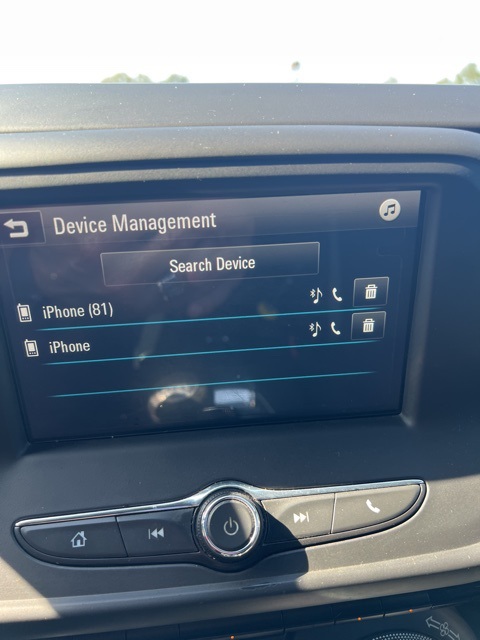 Device Management
Search Device
iPhone (81)
iPhone